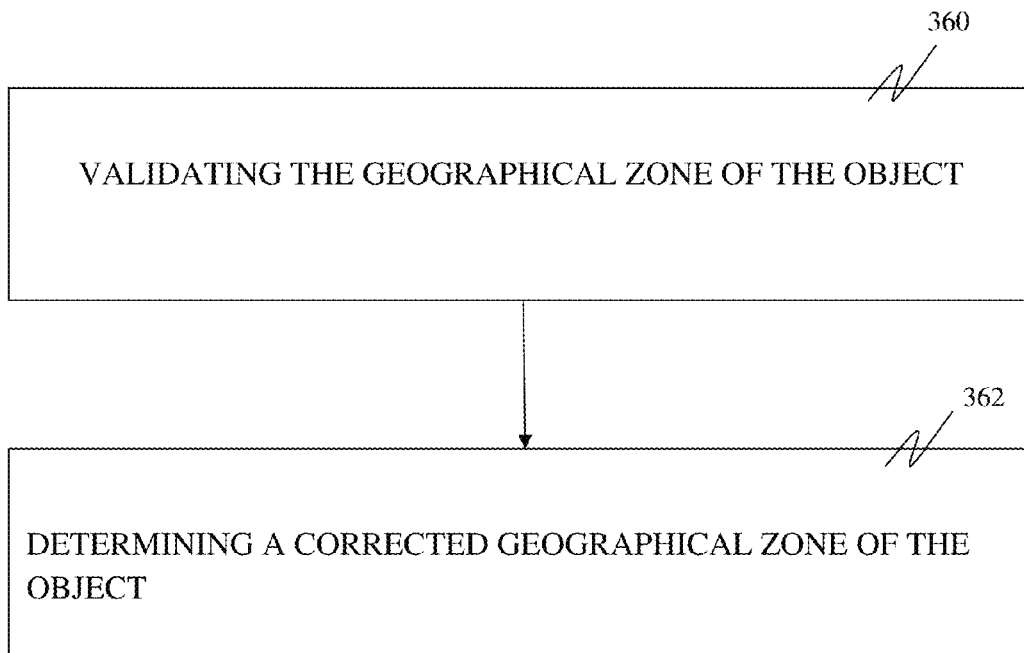 360
VALIDATING THE GEOGRAPHICAL ZONE OF THE OBJECT
362
DETERMINING A CORRECTED GEOGRAPHICAL ZONE OF THE
OBJECT